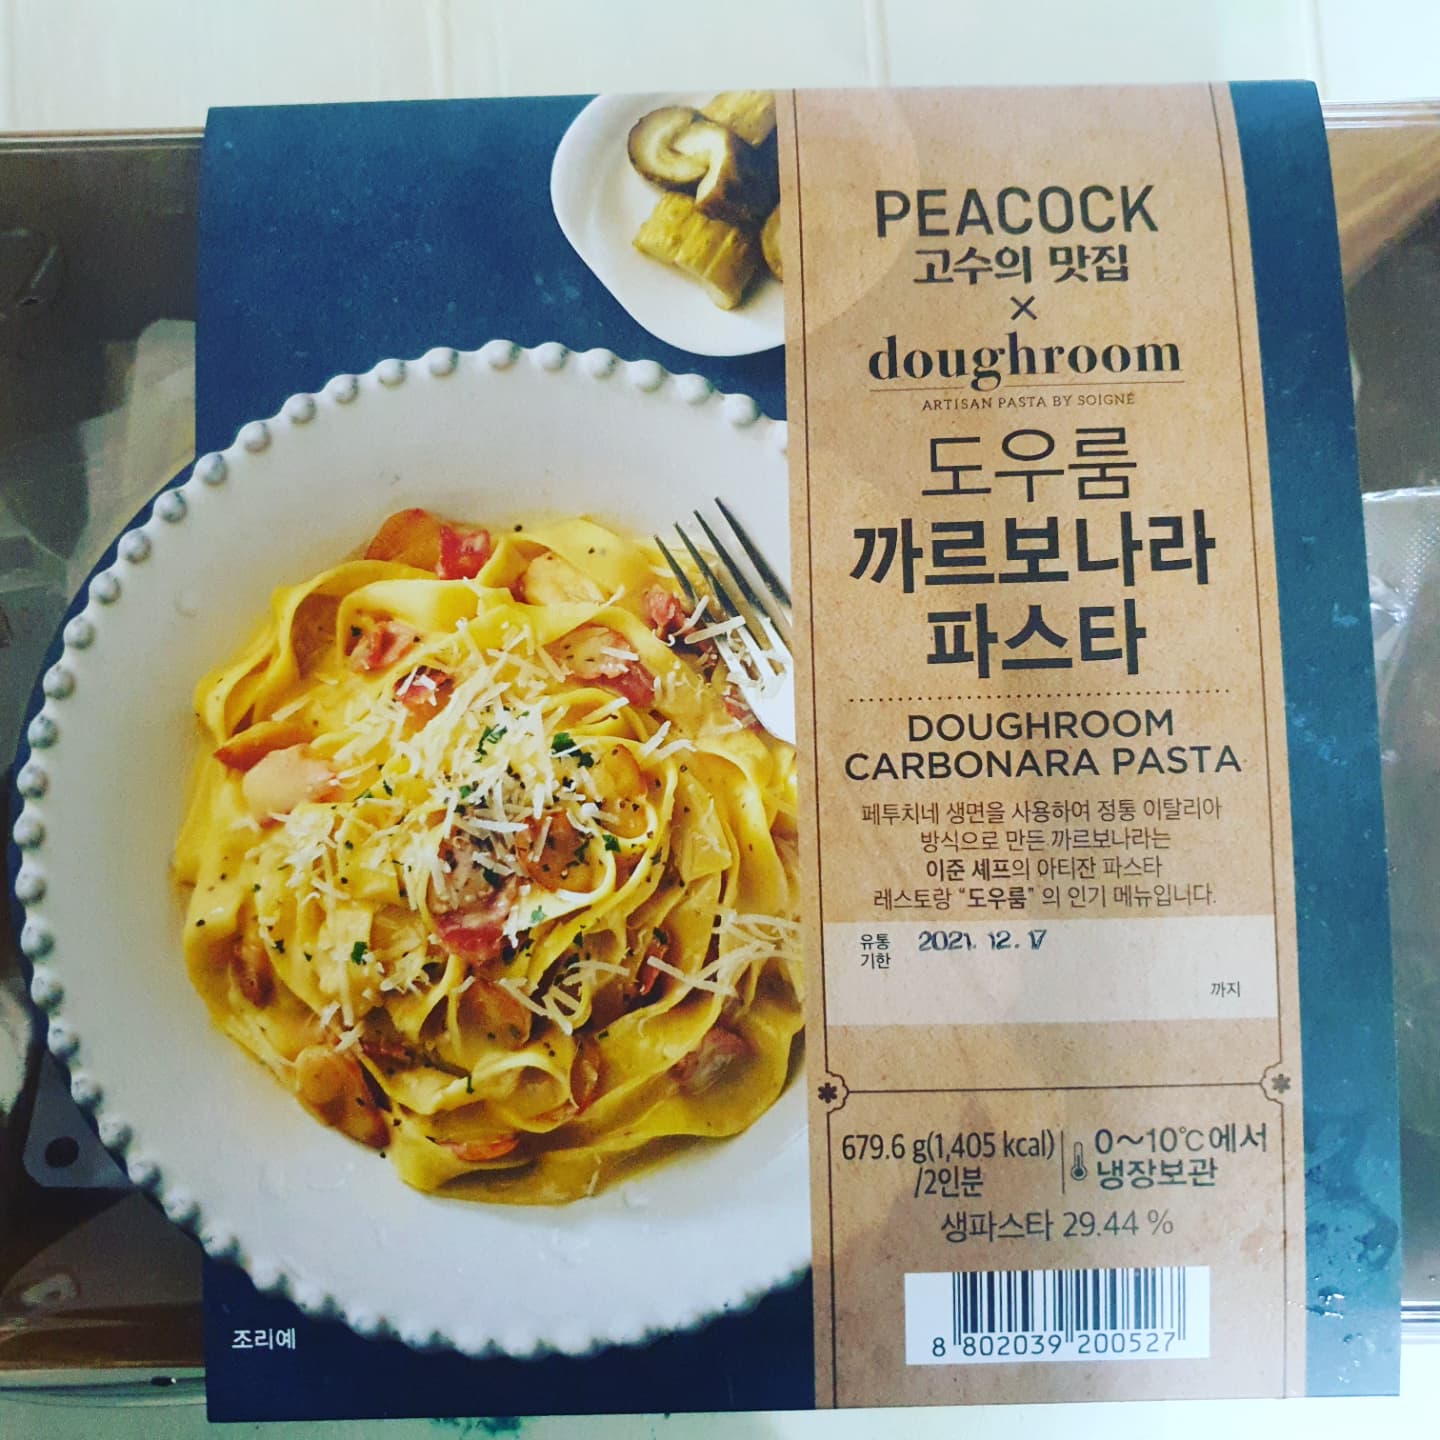 PEACOCK
고수의 맛집
×
doughroom
ARTISAN PASTA BY SOIGNÉ
도우룸
까르보나라
파스타
DOUGHROOM
CARBONARA PASTA
페투치네 생면을 사용하여 정통 이탈리아
방식으로 만든 까르보나라는
이준 셰프의 아티잔 파스타
레스토랑 “도우룸” 의 인기 메뉴입니다.
유통
기한
2021. 12. 17
까지
679.6 g(1,405 kcal)
/2인분
0~10℃에서
냉장보관
생파스타 29.44 %
8 802039 200527
조리예